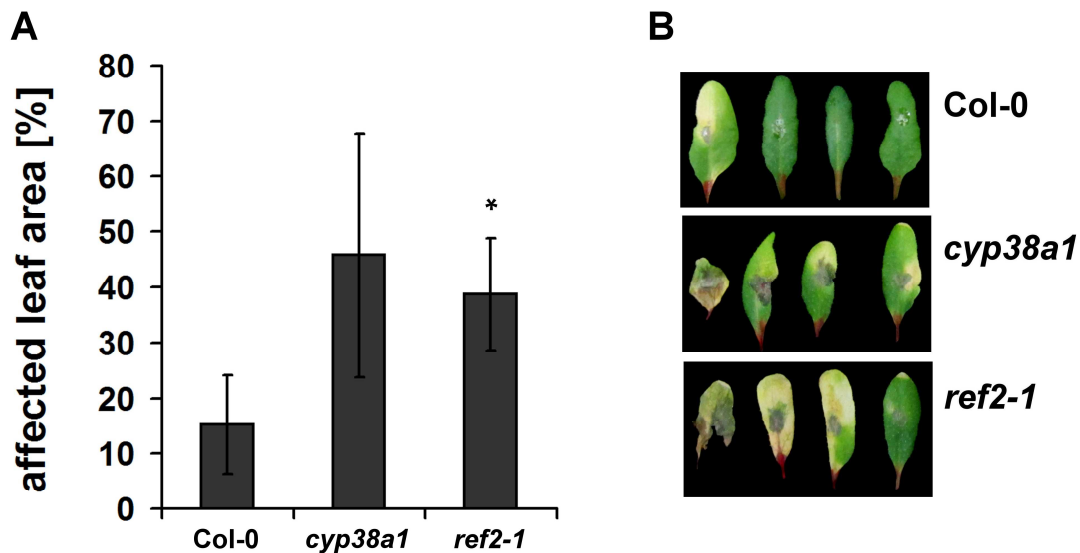 A
affected leaf area [%]
80
70
60
50
40
30
20
10
0
*
Col-0
cyp38a1
ref2-1
B
Col-0
cyp38a1
ref2-1